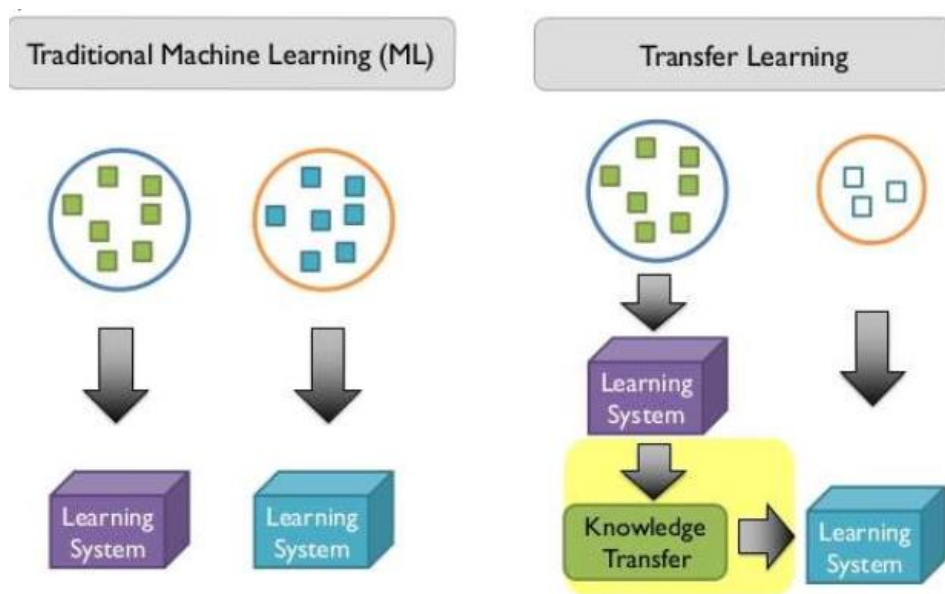 Traditional Machine Learning (ML)
Transfer Learning
Learning
System
Learning
System
Learning
System
Knowledge
Transfer
Learning
System